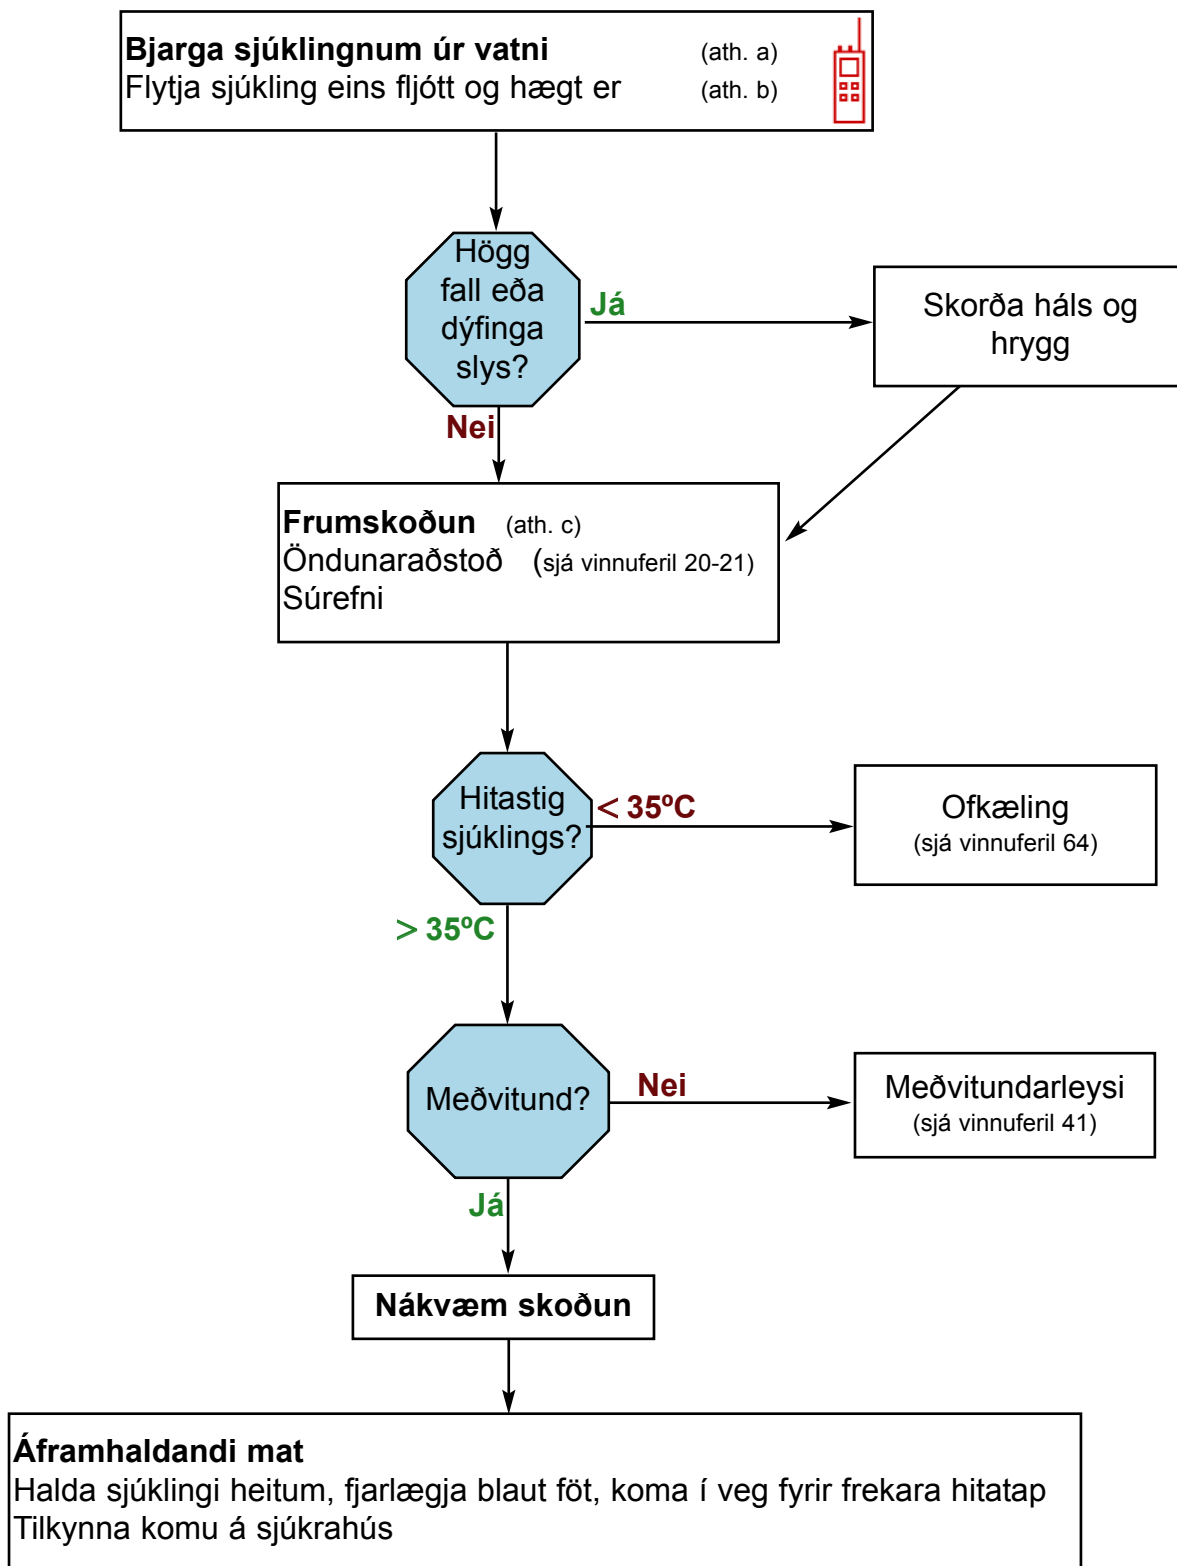 Bjarga sjúklingnum úr vatni (ath. a)
Flytja sjúkling eins fljótt og hægt er (ath. b)
Högg
fall eða
dýfinga
slys?
Já
Skorða háls og
hrygg
Nei
Frumskoðun (ath. c)
Öndunaraðstoð (sjá vinnuferil 20-21)
Súrefni
Hitastig
sjúklings?
< 35ºC
Ofkæling
(sjá vinnuferil 64)
> 35ºC
Meðvitund?
Nei
Meðvitundarleysi
(sjá vinnuferil 41)
Já
Nákvæm skoðun
Áframhaldandi mat
Halda sjúklingi heitum, fjarlægja blaut föt, koma í veg fyrir frekara hitatap
Tilkynna komu á sjúkrahús